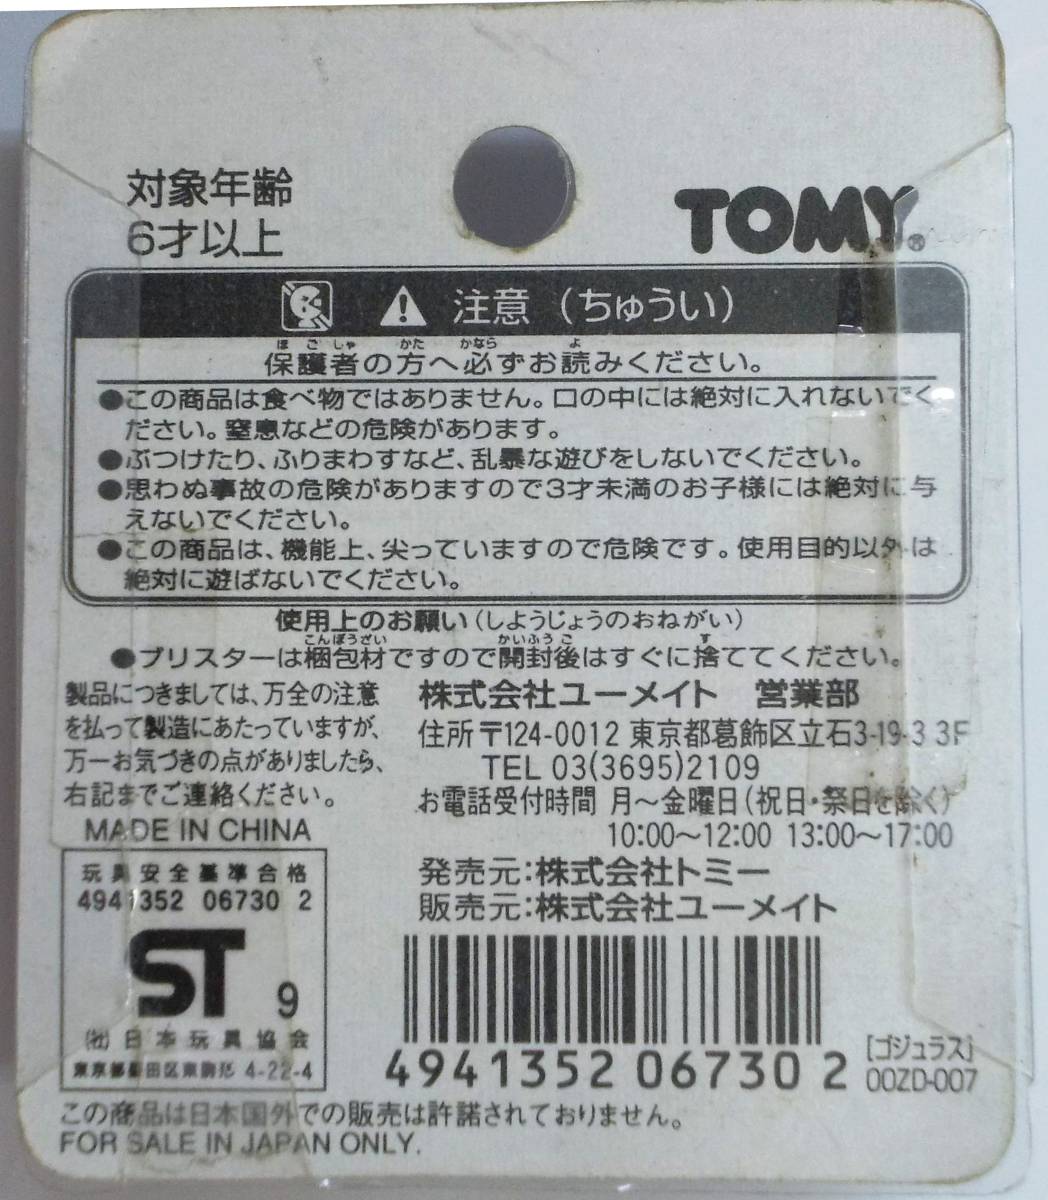 対象年齢
6才以上
TOMY®
注意（ちゅうい）
ほ ご しゃ かた かなら よ
保護者の方へ必ずお読みください。
●この商品は食べ物ではありません。口の中には絶対に入れないでく
ださい。窒息などの危険があります。
●ぶつけたり、ふりまわすなど、乱暴な遊びをしないでください。
●思わぬ事故の危険がありますので3才未満のお子様には絶対に与
えないでください。
●この商品は、機能上、尖っていますので危険です。使用目的以外は
絶対に遊ばないでください。
使用上のお願い（しようじょうのおねがい）
こんぽうざい かいふうご す
●ブリスターは梱包材ですので開封後はすぐに捨ててください。
製品につきましては、万全の注意
を払って製造にあたっていますが、
万一お気づきの点がありましたら、
右記までご連絡ください。
MADE IN CHINA
株式会社ユーメイト 営業部
住所〒124-0012 東京都葛飾区立石3-19-3 3F
TEL 03(3695)2109
お電話受付時間 月〜金曜日（祝日・祭日を除く）
10:00〜12:00 13:00〜17:00
発売元:株式会社トミー
販売元:株式会社ユーメイト
玩具安全基準合格
4941352 06730 2
ST 9
(社)日本玩具協会
東京都墨田区東駒形 4-22-4
4941352 06730 2
［ゴジュラス］
00ZD-007
この商品は日本国外での販売は許諾されておりません。
FOR SALE IN JAPAN ONLY.